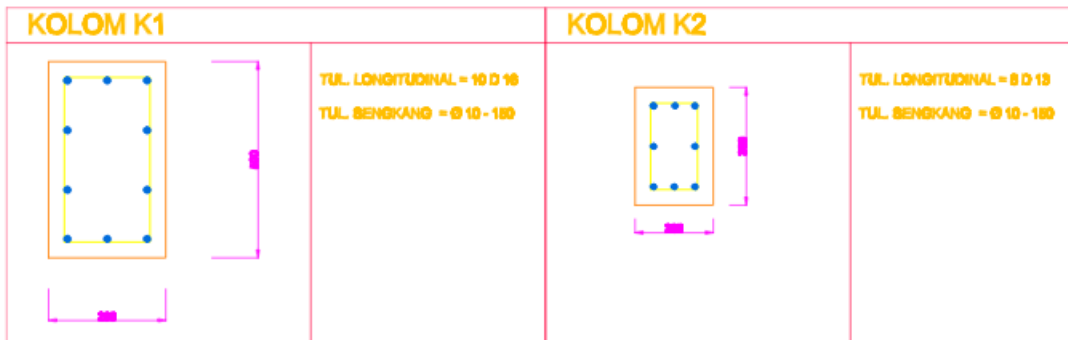 KOLOM K1
KOLOM K2
TUL. LONGITUDINAL = 10 D 16
TUL. SENGKANG = Ø 10 - 150
TUL. LONGITUDINAL = 8 D 13
TUL. SENGKANG = Ø 10 - 150